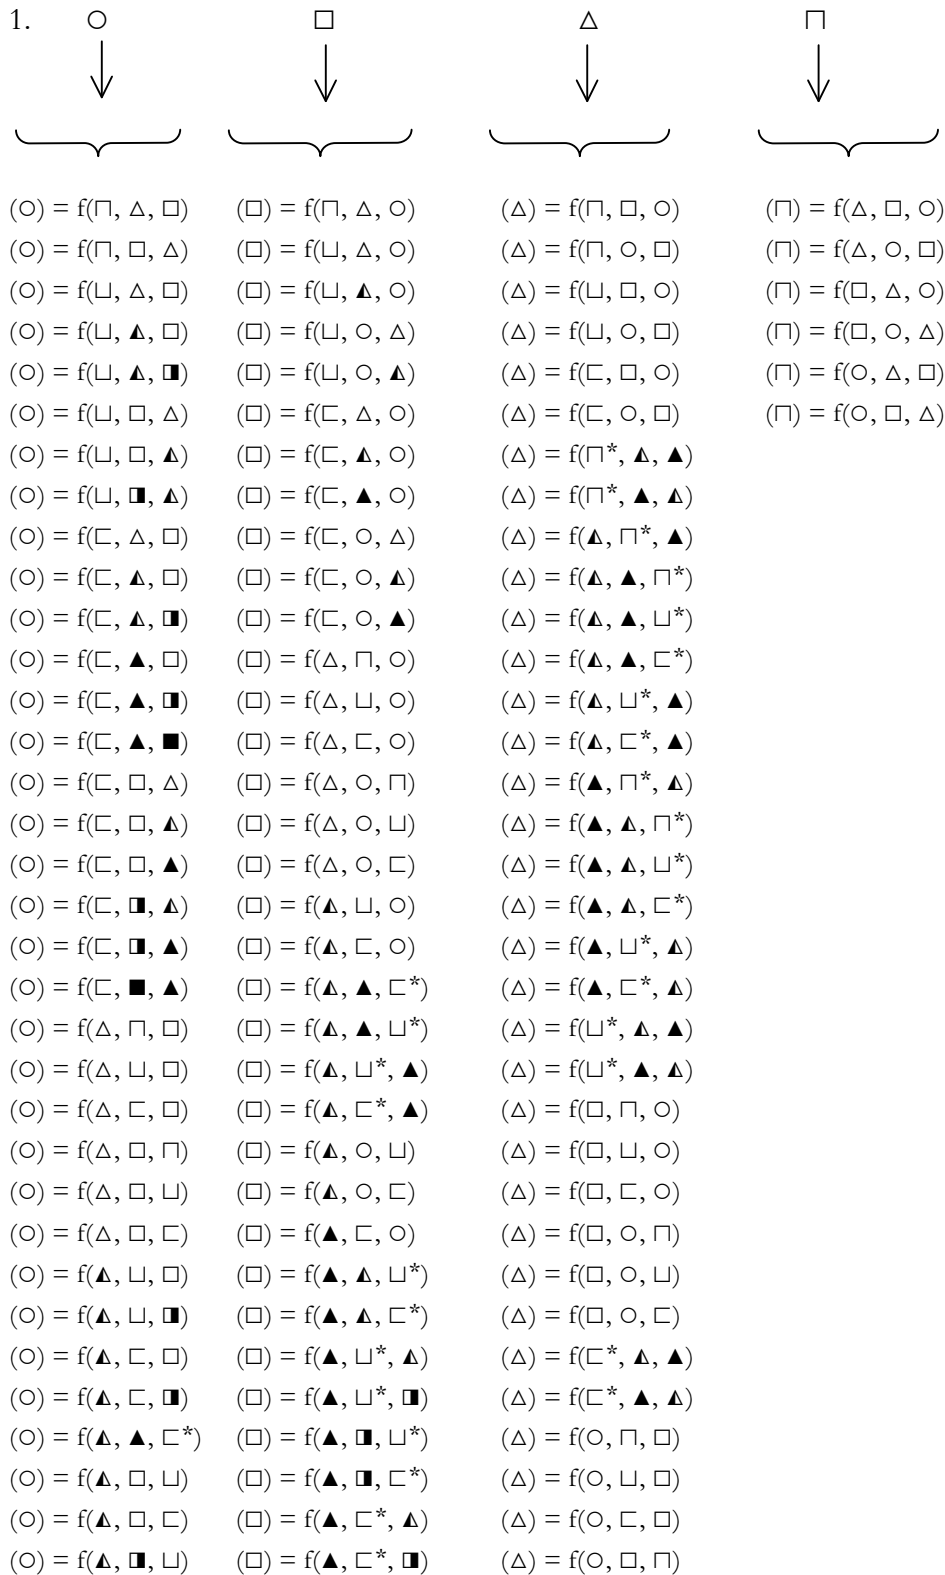 1. ○ □ △ ⊓
(○) = f(⊓, △, □) (□) = f(⊓, △, ○) (△) = f(⊓, □, ○) (⊓) = f(△, □, ○)
(○) = f(⊓, □, △) (□) = f(⊔, △, ○) (△) = f(⊓, ○, □) (⊓) = f(△, ○, □)
(○) = f(⊔, △, □) (□) = f(⊔, ◭, ○) (△) = f(⊔, □, ○) (⊓) = f(□, △, ○)
(○) = f(⊔, ◭, □) (□) = f(⊔, ○, △) (△) = f(⊔, ○, □) (⊓) = f(□, ○, △)
(○) = f(⊔, ◭, ◨) (□) = f(⊔, ○, ◭) (△) = f(⊏, □, ○) (⊓) = f(○, △, □)
(○) = f(⊔, □, △) (□) = f(⊏, △, ○) (△) = f(⊏, ○, □) (⊓) = f(○, □, △)
(○) = f(⊔, □, ◭) (□) = f(⊏, ◭, ○) (△) = f(⊓*, ◭, ▲)
(○) = f(⊔, ◨, ◭) (□) = f(⊏, ▲, ○) (△) = f(⊓*, ▲, ◭)
(○) = f(⊏, △, □) (□) = f(⊏, ○, △) (△) = f(◭, ⊓*, ▲)
(○) = f(⊏, ◭, □) (□) = f(⊏, ○, ◭) (△) = f(◭, ▲, ⊓*)
(○) = f(⊏, ◭, ◨) (□) = f(⊏, ○, ▲) (△) = f(◭, ▲, ⊔*)
(○) = f(⊏, ▲, □) (□) = f(△, ⊓, ○) (△) = f(◭, ▲, ⊏*)
(○) = f(⊏, ▲, ◨) (□) = f(△, ⊔, ○) (△) = f(◭, ⊔*, ▲)
(○) = f(⊏, ▲, ■) (□) = f(△, ⊏, ○) (△) = f(◭, ⊏*, ▲)
(○) = f(⊏, □, △) (□) = f(△, ○, ⊓) (△) = f(▲, ⊓*, ◭)
(○) = f(⊏, □, ◭) (□) = f(△, ○, ⊔) (△) = f(▲, ◭, ⊓*)
(○) = f(⊏, □, ▲) (□) = f(△, ○, ⊏) (△) = f(▲, ◭, ⊔*)
(○) = f(⊏, ◨, ◭) (□) = f(◭, ⊔, ○) (△) = f(▲, ◭, ⊏*)
(○) = f(⊏, ◨, ▲) (□) = f(◭, ⊏, ○) (△) = f(▲, ⊔*, ◭)
(○) = f(⊏, ■, ▲) (□) = f(◭, ▲, ⊏*) (△) = f(▲, ⊏*, ◭)
(○) = f(△, ⊓, □) (□) = f(◭, ▲, ⊔*) (△) = f(⊔*, ◭, ▲)
(○) = f(△, ⊔, □) (□) = f(◭, ⊔*, ▲) (△) = f(⊔*, ▲, ◭)
(○) = f(△, ⊏, □) (□) = f(◭, ⊏*, ▲) (△) = f(□, ⊓, ○)
(○) = f(△, □, ⊓) (□) = f(◭, ○, ⊔) (△) = f(□, ⊔, ○)
(○) = f(△, □, ⊔) (□) = f(◭, ○, ⊏) (△) = f(□, ⊏, ○)
(○) = f(△, □, ⊏) (□) = f(▲, ⊏, ○) (△) = f(□, ○, ⊓)
(○) = f(◭, ⊔, □) (□) = f(▲, ◭, ⊔*) (△) = f(□, ○, ⊔)
(○) = f(◭, ⊔, ◨) (□) = f(▲, ◭, ⊏*) (△) = f(□, ○, ⊏)
(○) = f(◭, ⊏, □) (□) = f(▲, ⊔*, ◭) (△) = f(⊏*, ◭, ▲)
(○) = f(◭, ⊏, ◨) (□) = f(▲, ⊔*, ◨) (△) = f(⊏*, ▲, ◭)
(○) = f(◭, ▲, ⊏*) (□) = f(▲, ◨, ⊔*) (△) = f(○, ⊓, □)
(○) = f(◭, □, ⊔) (□) = f(▲, ◨, ⊏*) (△) = f(○, ⊔, □)
(○) = f(◭, □, ⊏) (□) = f(▲, ⊏*, ◭) (△) = f(○, ⊏, □)
(○) = f(◭, ◨, ⊔) (□) = f(▲, ⊏*, ◨) (△) = f(○, □, ⊓)